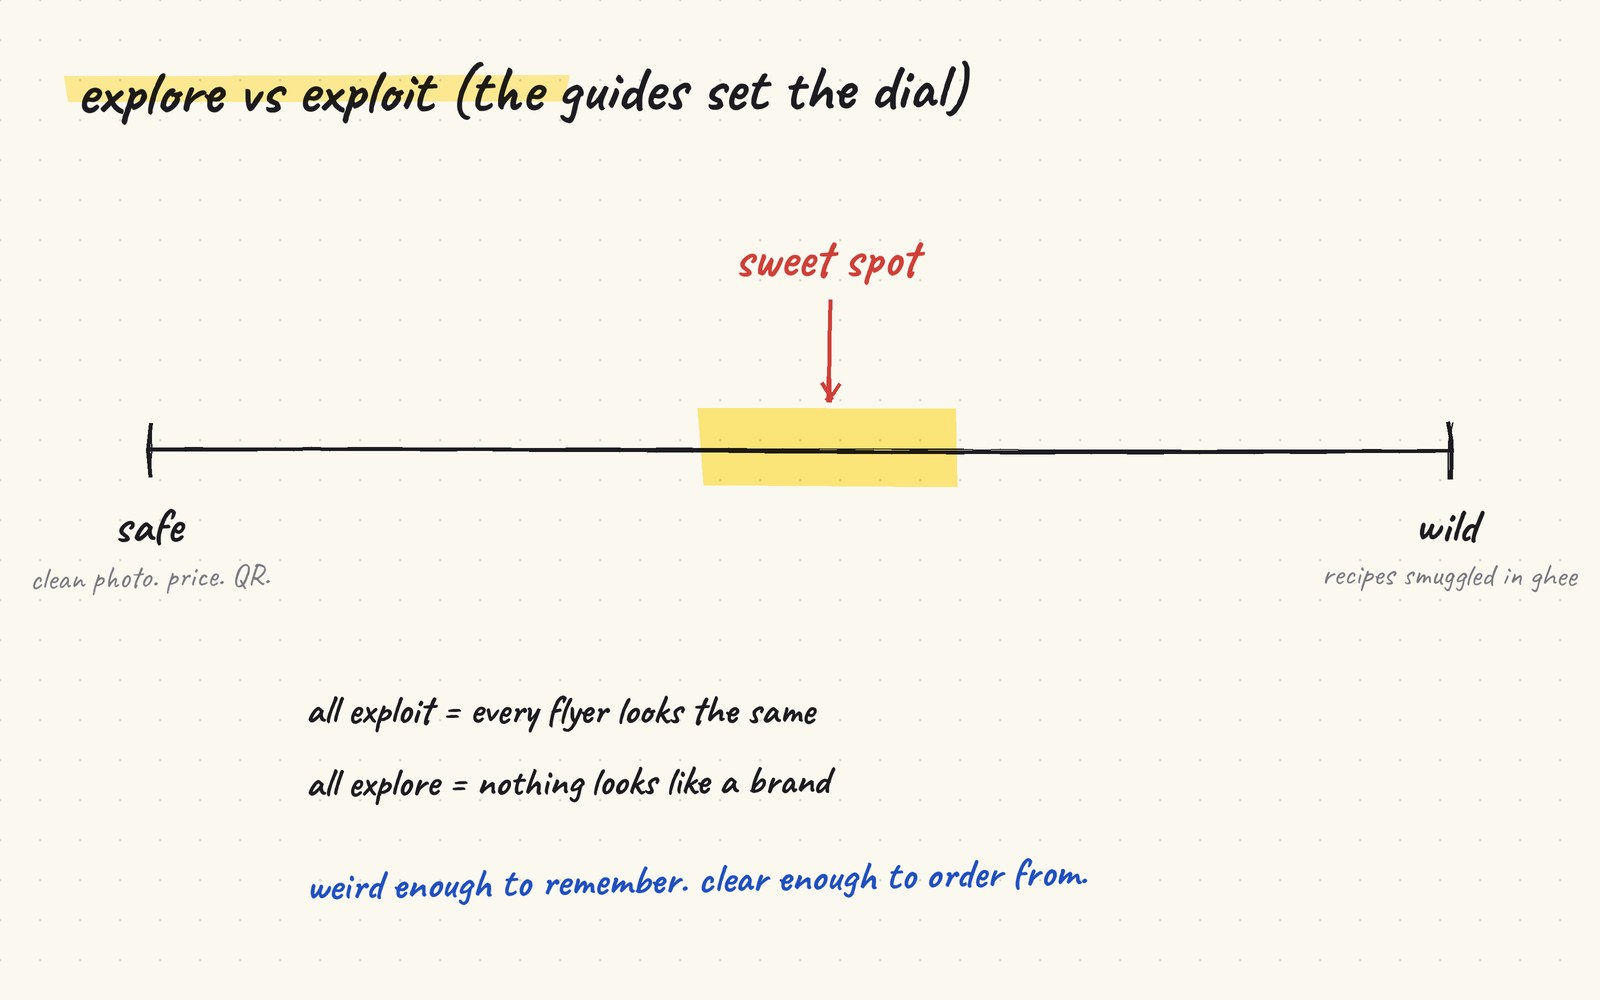 explore vs exploit (the guides set the dial)
sweet spot
safe
wild
clean photo. price. QR.
recipes smuggled in ghee
all exploit = every flyer looks the same
all explore = nothing looks like a brand
weird enough to remember. clear enough to order from.